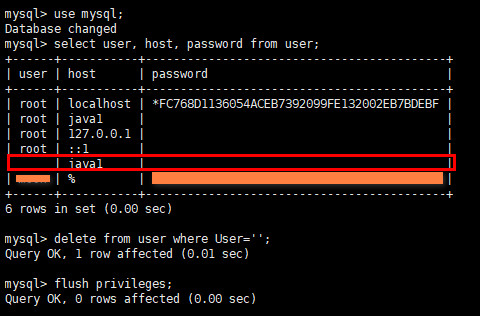 mysql> use mysql;
Database changed
mysql> select user, host, password from user;
+------+-----------+-------------------------------------------+
| user | host | password |
+------+-----------+-------------------------------------------+
| root | localhost | *FC768D1136054ACEB7392099FE132002EB7BDEBF |
| root | java1 | |
| root | 127.0.0.1 | |
| root | ::1 | |
| | java1 | |
| | % | |
+------+-----------+-------------------------------------------+
6 rows in set (0.00 sec)
mysql> delete from user where User='';
Query OK, 1 row affected (0.01 sec)
mysql> flush privileges;
Query OK, 0 rows affected (0.00 sec)